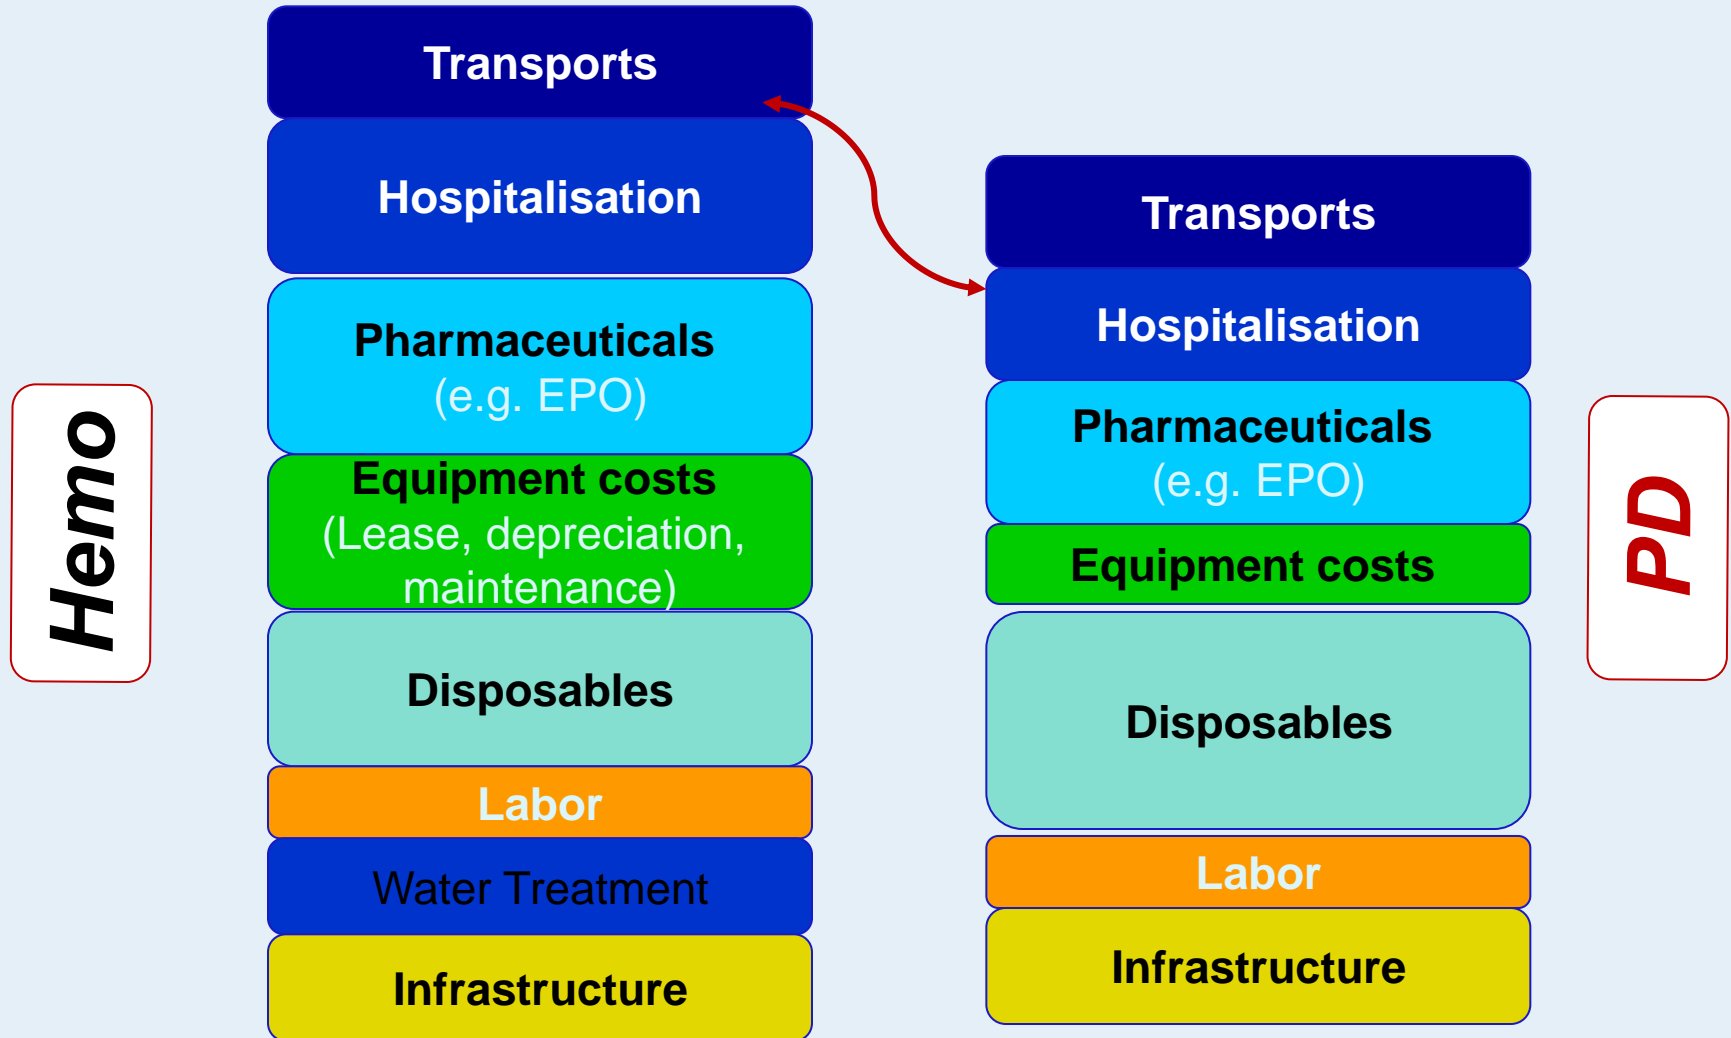 Hemo
Transports
Hospitalisation
Pharmaceuticals
(e.g. EPO)
Equipment costs
(Lease, depreciation,
maintenance)
Disposables
Labor
Water Treatment
Infrastructure
Transports
Hospitalisation
Pharmaceuticals
(e.g. EPO)
Equipment costs
Disposables
Labor
Infrastructure
PD